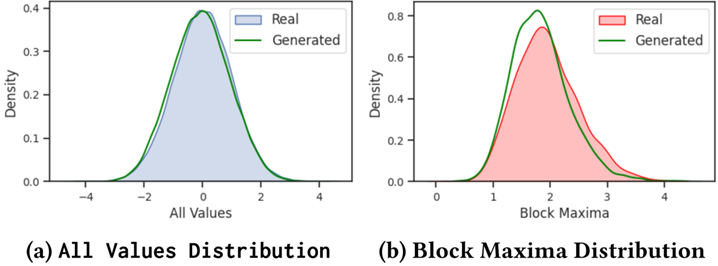 0.4
0.3
0.2
0.1
0.0
Density
−4
−2
0
2
4
All Values
Real
Generated
(a) All Values Distribution
0.8
0.6
0.4
0.2
0.0
Density
0
1
2
3
4
Block Maxima
Real
Generated
(b) Block Maxima Distribution